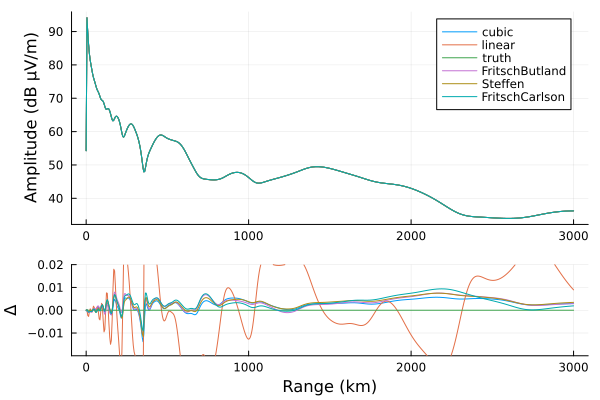 Amplitude (dB μV/m)
90
80
70
60
50
40
cubic
linear
truth
FritschButland
Steffen
FritschCarlson
0
1000
2000
3000
Δ
0.02
0.01
0.00
−0.01
0
1000
2000
3000
Range (km)